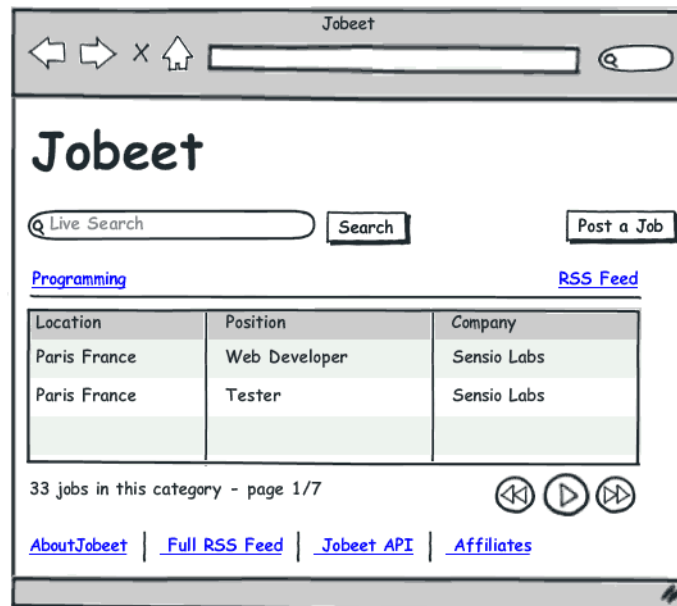 Jobeet
Jobeet
Live Search Search Post a Job
Programming RSS Feed
Location Position Company
Paris France Web Developer Sensio Labs
Paris France Tester Sensio Labs
33 jobs in this category - page 1/7
AboutJobeet Full RSS Feed Jobeet API Affiliates